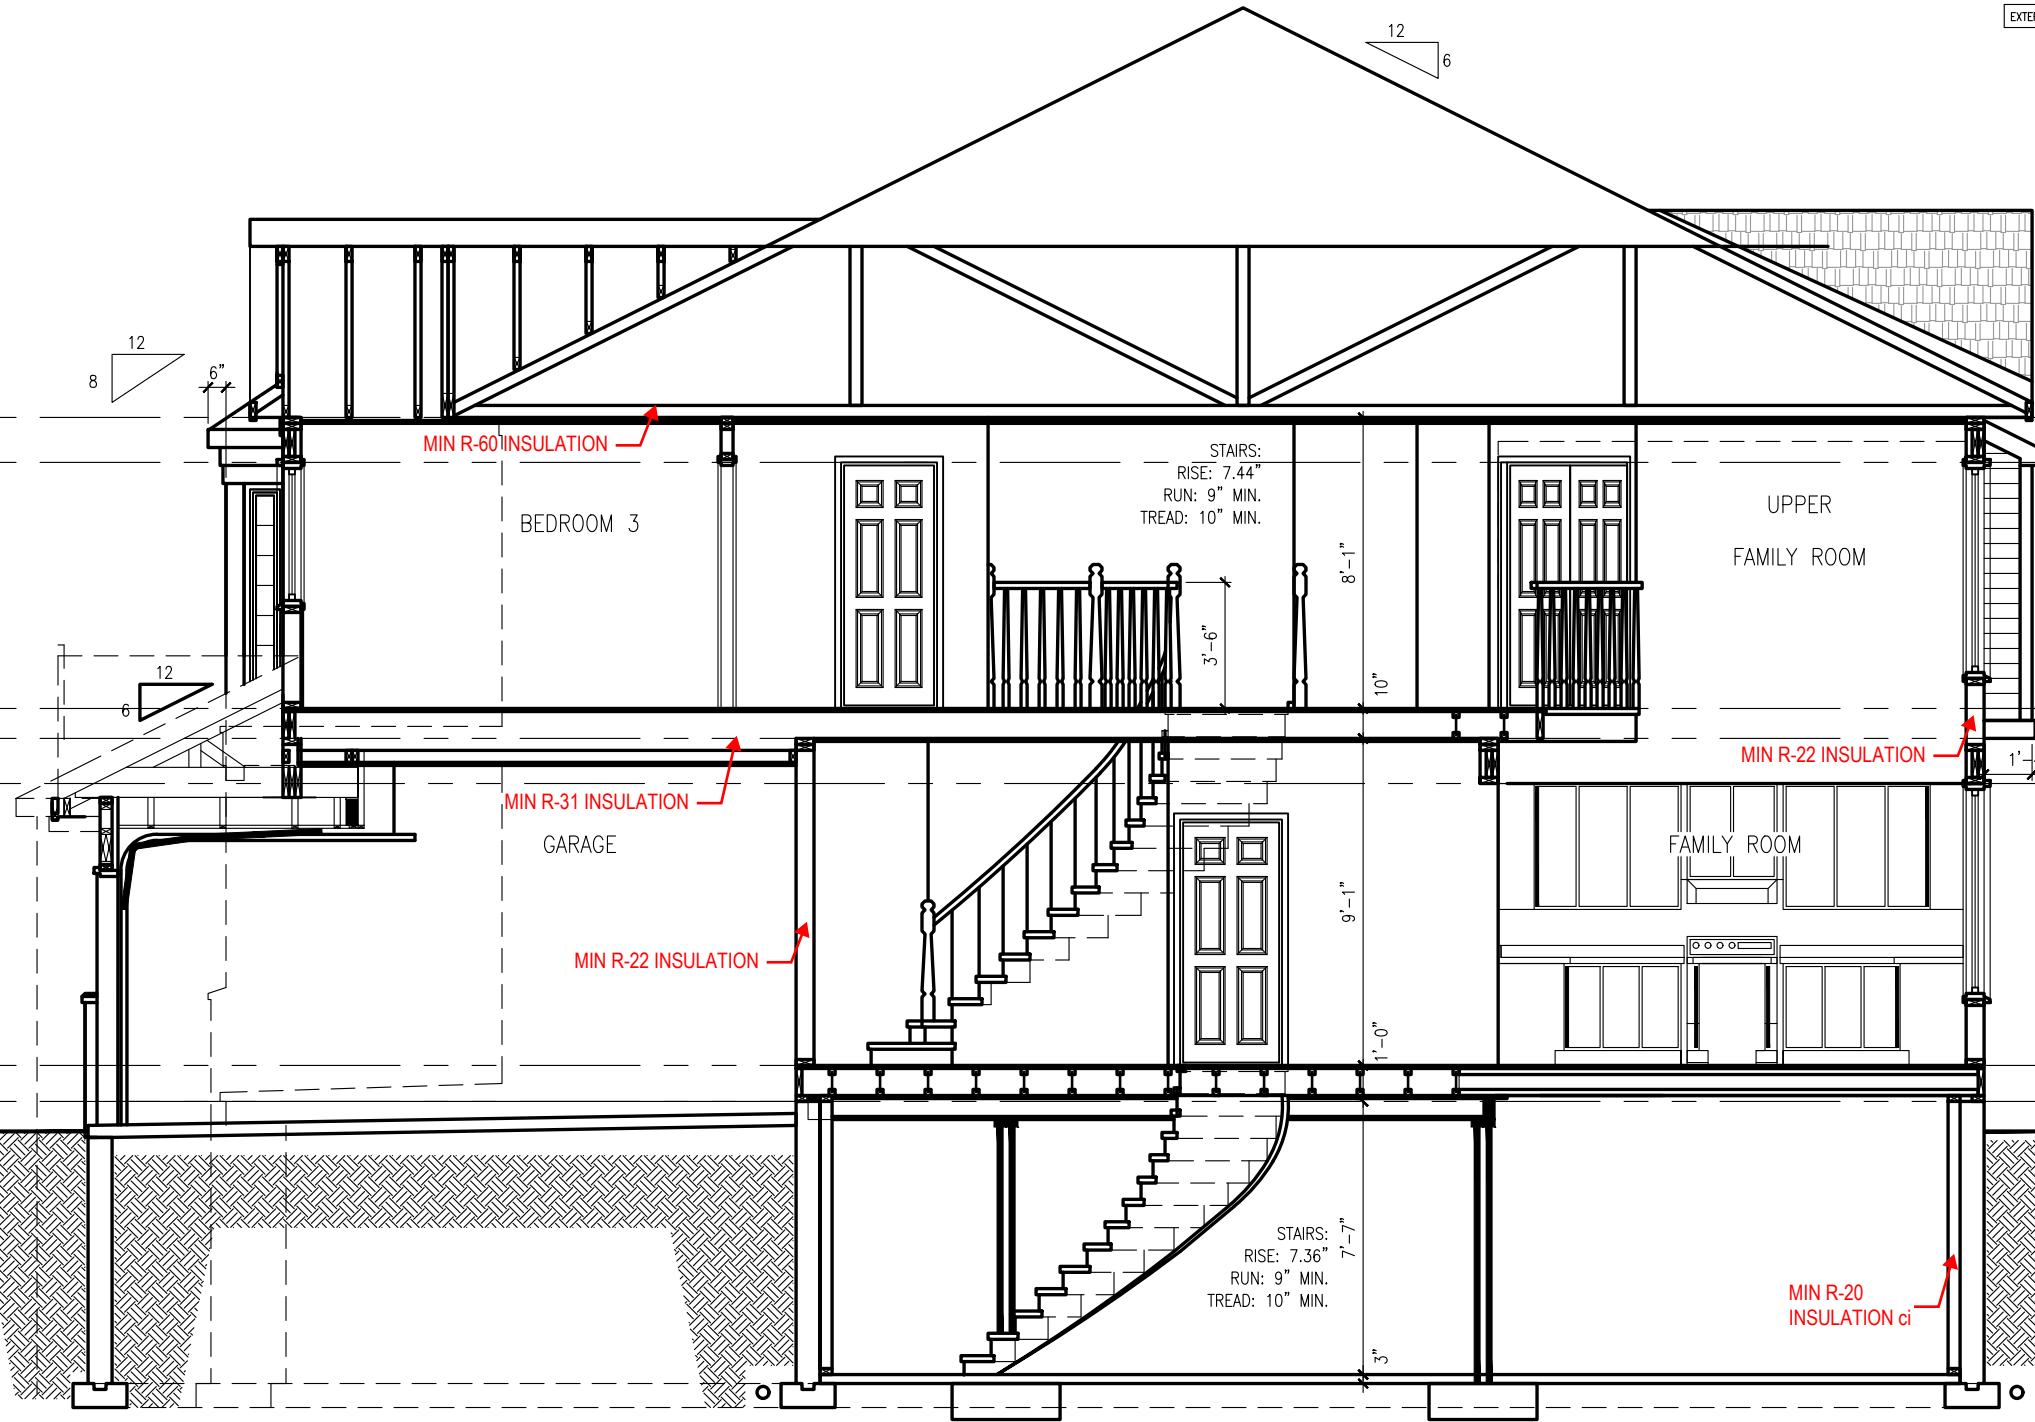 EXTE
12
6
12
8
6"
MIN R-60 INSULATION
STAIRS:
RISE: 7.44"
RUN: 9" MIN.
TREAD: 10" MIN.
BEDROOM 3
UPPER
FAMILY ROOM
8'-1"
3'-6"
12
6
10"
MIN R-22 INSULATION
1'-
MIN R-31 INSULATION
GARAGE
FAMILY ROOM
9'-1"
MIN R-22 INSULATION
1'-0"
STAIRS:
RISE: 7.36"
RUN: 9" MIN.
TREAD: 10" MIN.
7'-7"
MIN R-20
INSULATION ci
3"